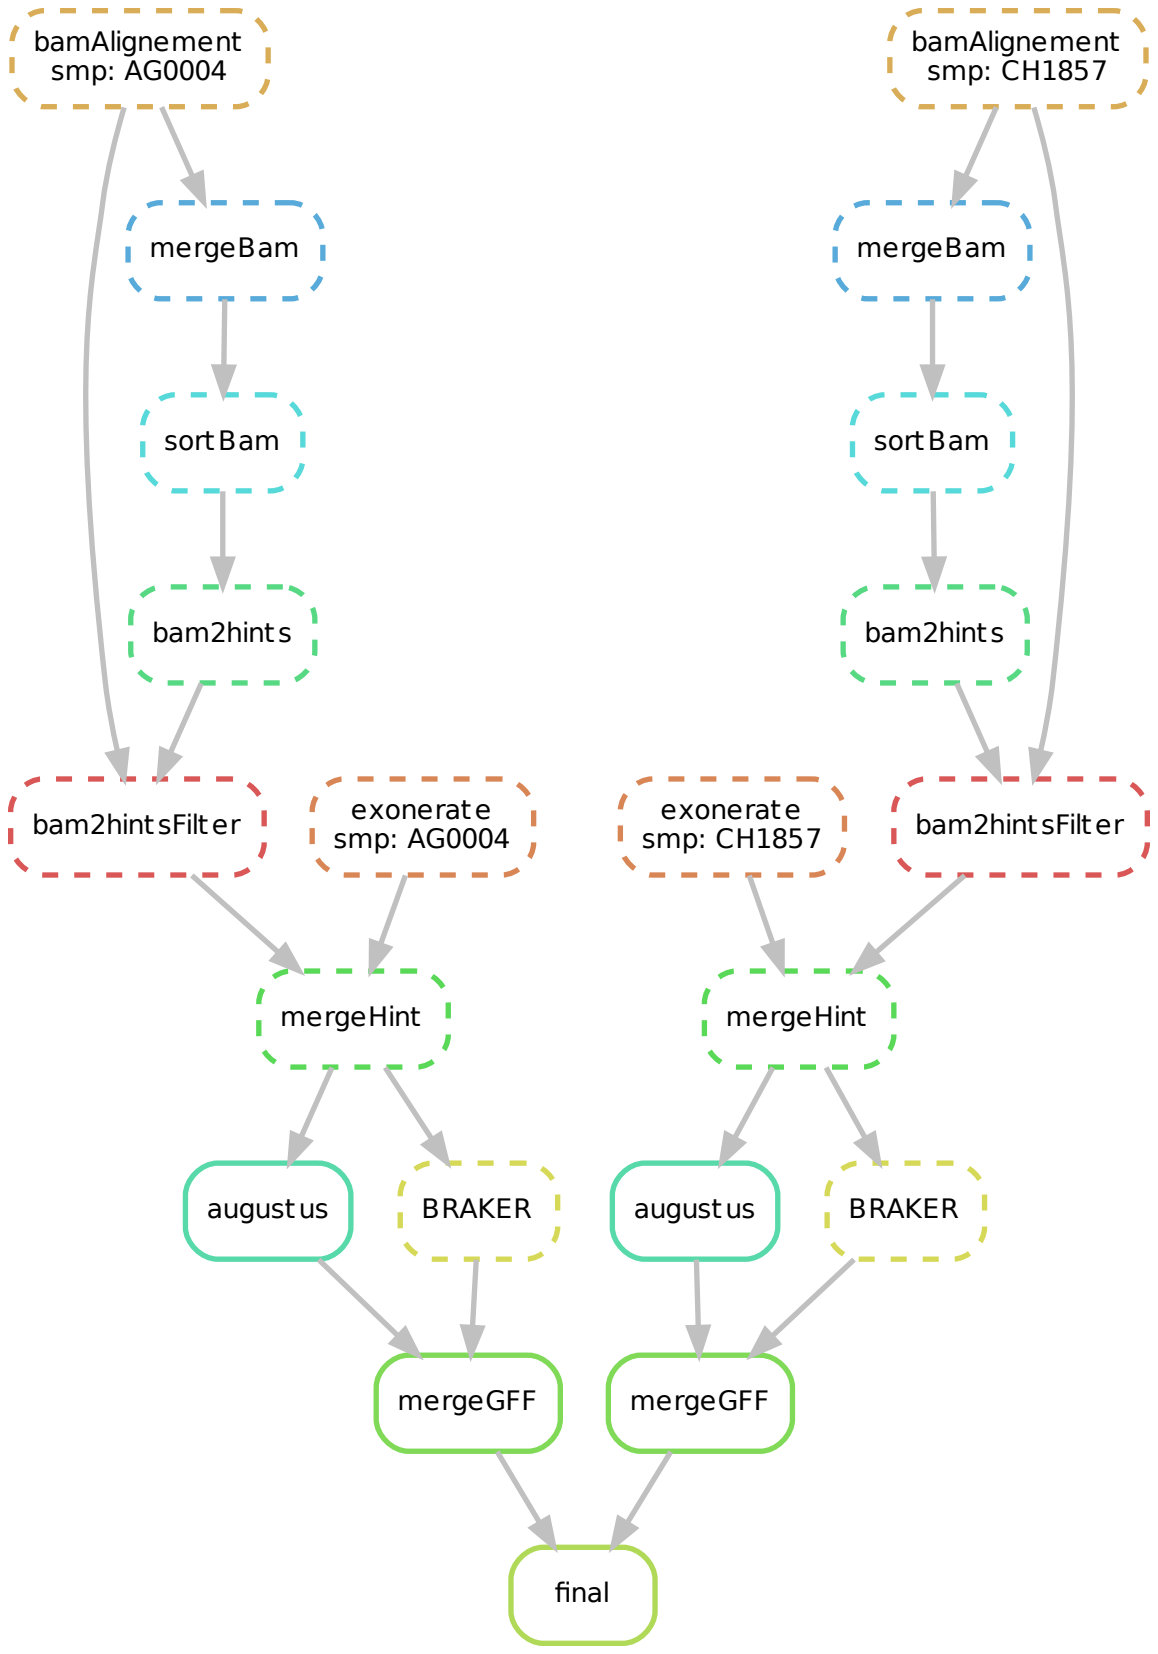 bamAlignement
smp: AG0004
bamAlignement
smp: CH1857
mergeBam
mergeBam
sortBam
sortBam
bam2hints
bam2hints
bam2hintsFilter
exonerate
smp: AG0004
exonerate
smp: CH1857
bam2hintsFilter
mergeHint
mergeHint
augustus
BRAKER
augustus
BRAKER
mergeGFF
mergeGFF
final